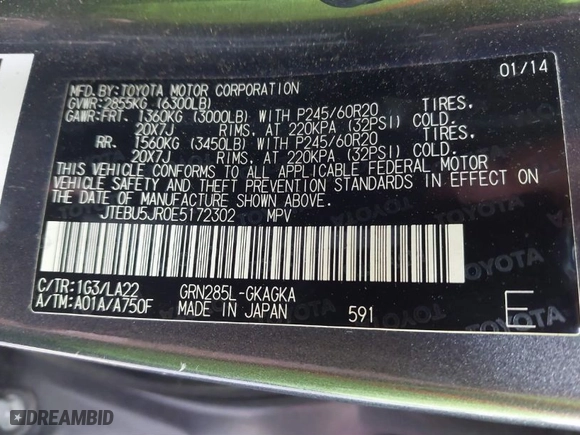 MFD. BY: TOYOTA MOTOR CORPORATION 01/14
GVWR: 2855KG (6300LB)
GAWR: FRT. 1360KG (3000LB) WITH P245/60R20 TIRES.
20X7J RIMS. AT 220KPA (32PSI) COLD.
RR. 1560KG (3450LB) WITH P245/60R20 TIRES.
20X7J RIMS. AT 220KPA (32PSI) COLD.
THIS VEHICLE CONFORMS TO ALL APPLICABLE FEDERAL MOTOR
VEHICLE SAFETY AND THEFT PREVENTION STANDARDS IN EFFECT ON
THE DATE OF MANUFACTURE SHOWN ABOVE.
JTEBU5JR0E5172302 MPV
C/TR: 1G3/LA22 GRN285L-GKAGKA
A/TM: A01A/A750F MADE IN JAPAN 591 E
DREAMBID